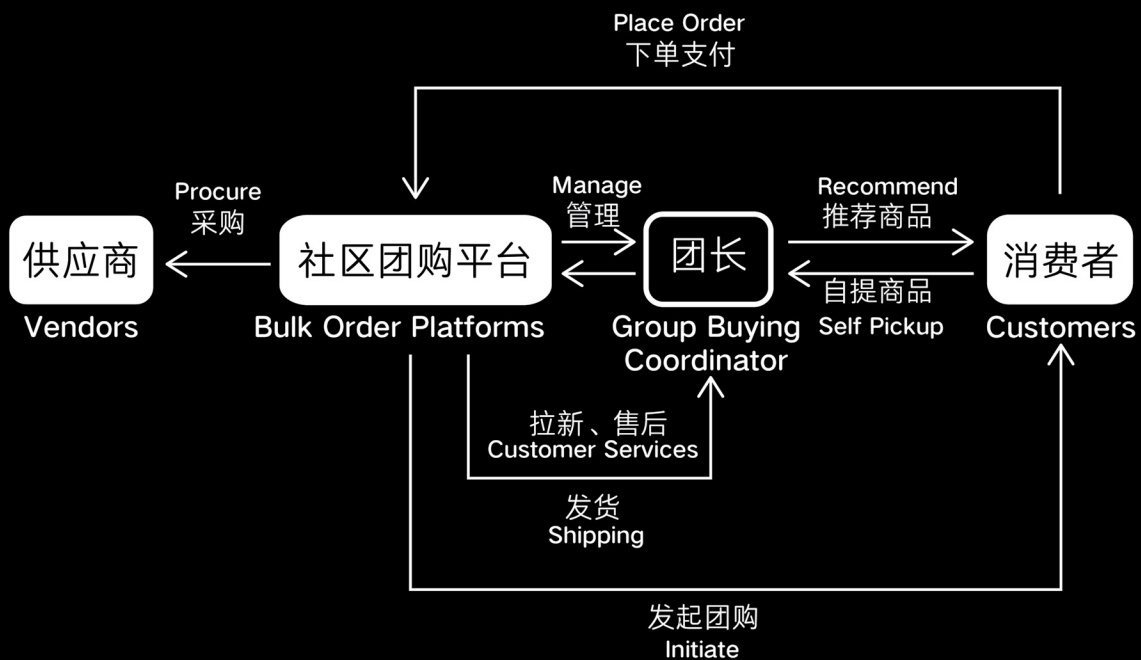 Place Order
下单支付
Procure
采购
Manage
管理
Recommend
推荐商品
供应商
社区团购平台
团长
消费者
自提商品
Self Pickup
Vendors
Bulk Order Platforms
Group Buying
Coordinator
Customers
拉新、售后
Customer Services
发货
Shipping
发起团购
Initiate